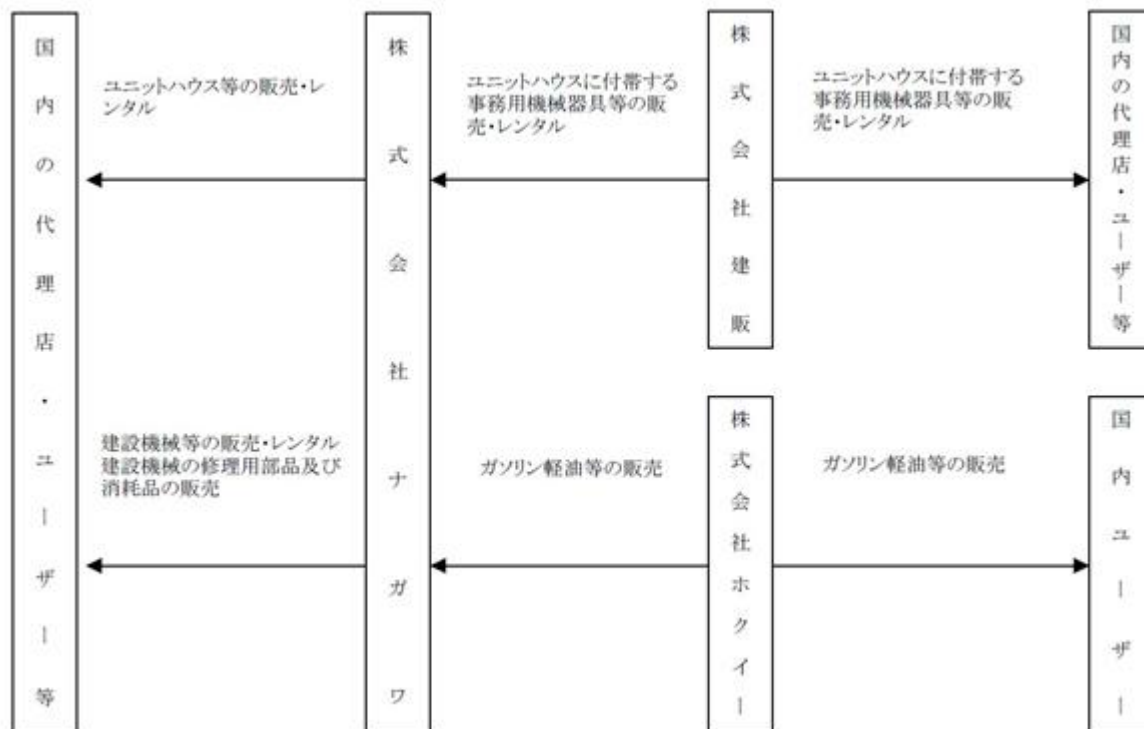 国内の代理店・ユーザー等
ユニットハウス等の販売・レ
ンタル
建設機械等の販売・レンタル
建設機械の修理用部品及び
消耗品の販売
株式会社ナガワ
ユニットハウスに付帯する
事務用機械器具等の販
売・レンタル
ガソリン軽油等の販売
株式会社建販
株式会社ホクイー
ユニットハウスに付帯する
事務用機械器具等の販
売・レンタル
ガソリン軽油等の販売
国内の代理店・ユーザー等
国内ユーザー